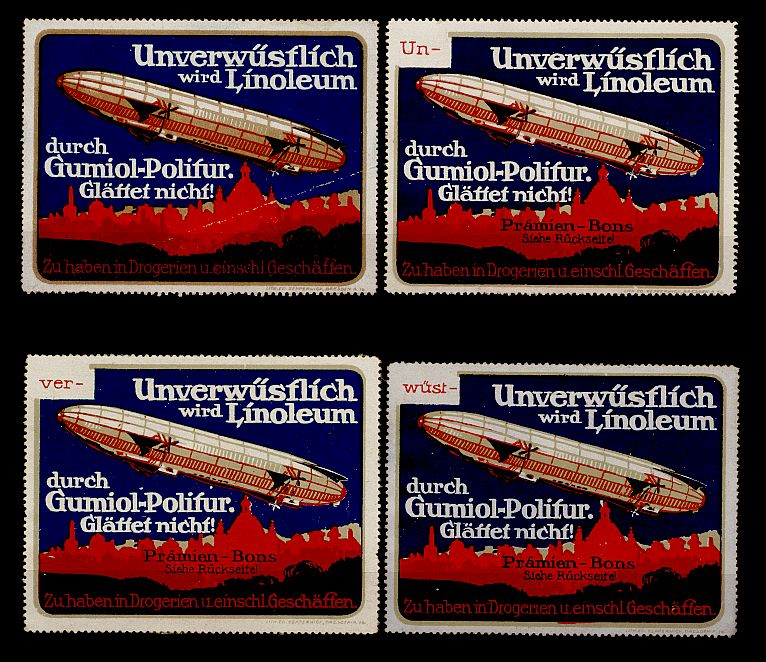 Unverwüstlich
wird Linoleum
durch
Gumiol-Politur.
Glättet nicht!
Zu haben in Drogerien u. einschl. Geschäften.
Un-
Unverwüstlich
wird Linoleum
durch
Gumiol-Politur.
Glättet nicht!
Prämien-Bons
Siehe Rückseite!
Zu haben in Drogerien u. einschl. Geschäften.
ver-
Unverwüstlich
wird Linoleum
durch
Gumiol-Politur.
Glättet nicht!
Prämien-Bons
Siehe Rückseite!
Zu haben in Drogerien u. einschl. Geschäften.
wüst-
Unverwüstlich
wird Linoleum
durch
Gumiol-Politur.
Glättet nicht!
Prämien-Bons
Siehe Rückseite!
Zu haben in Drogerien u. einschl. Geschäften.